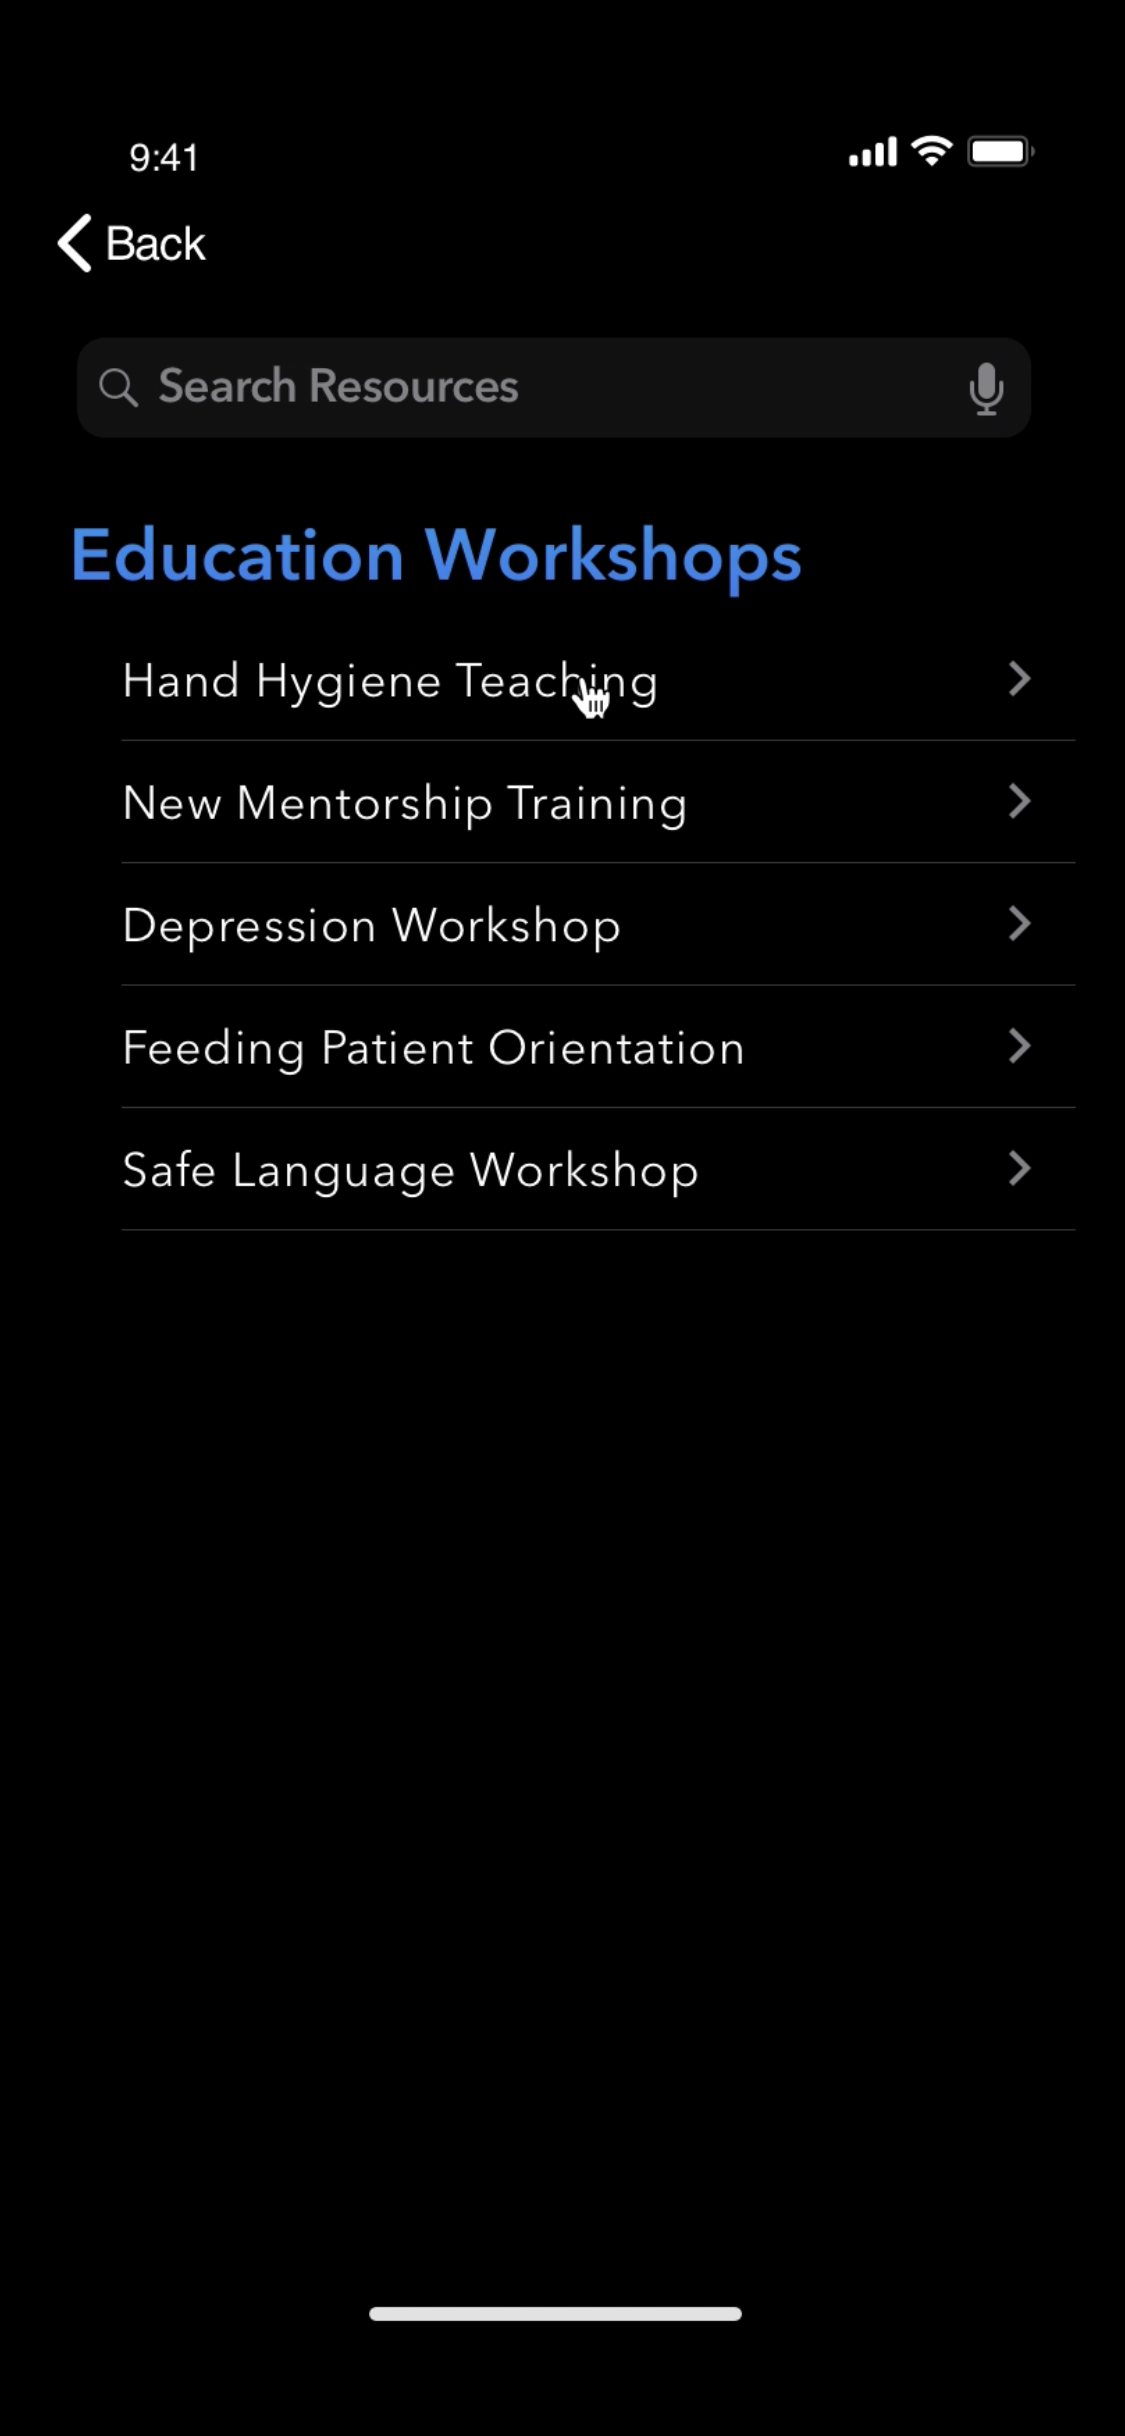 9:41
Back
Search Resources
Education Workshops
Hand Hygiene Teaching
New Mentorship Training
Depression Workshop
Feeding Patient Orientation
Safe Language Workshop